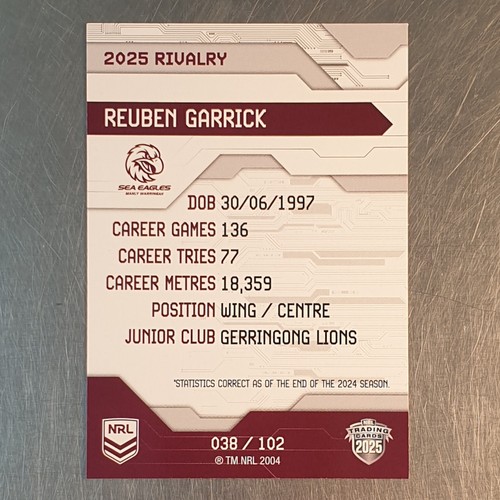 2025 RIVALRY
REUBEN GARRICK
SEA EAGLES
MANLY WARRINGAH
DOB 30/06/1997
CAREER GAMES 136
CAREER TRIES 77
CAREER METRES 18,359
POSITION WING / CENTRE
JUNIOR CLUB GERRINGONG LIONS
*STATISTICS CORRECT AS OF THE END OF THE 2024 SEASON.
NRL
038 / 102
® TM NRL 2004
NRL
TRADING
CARDS
2025